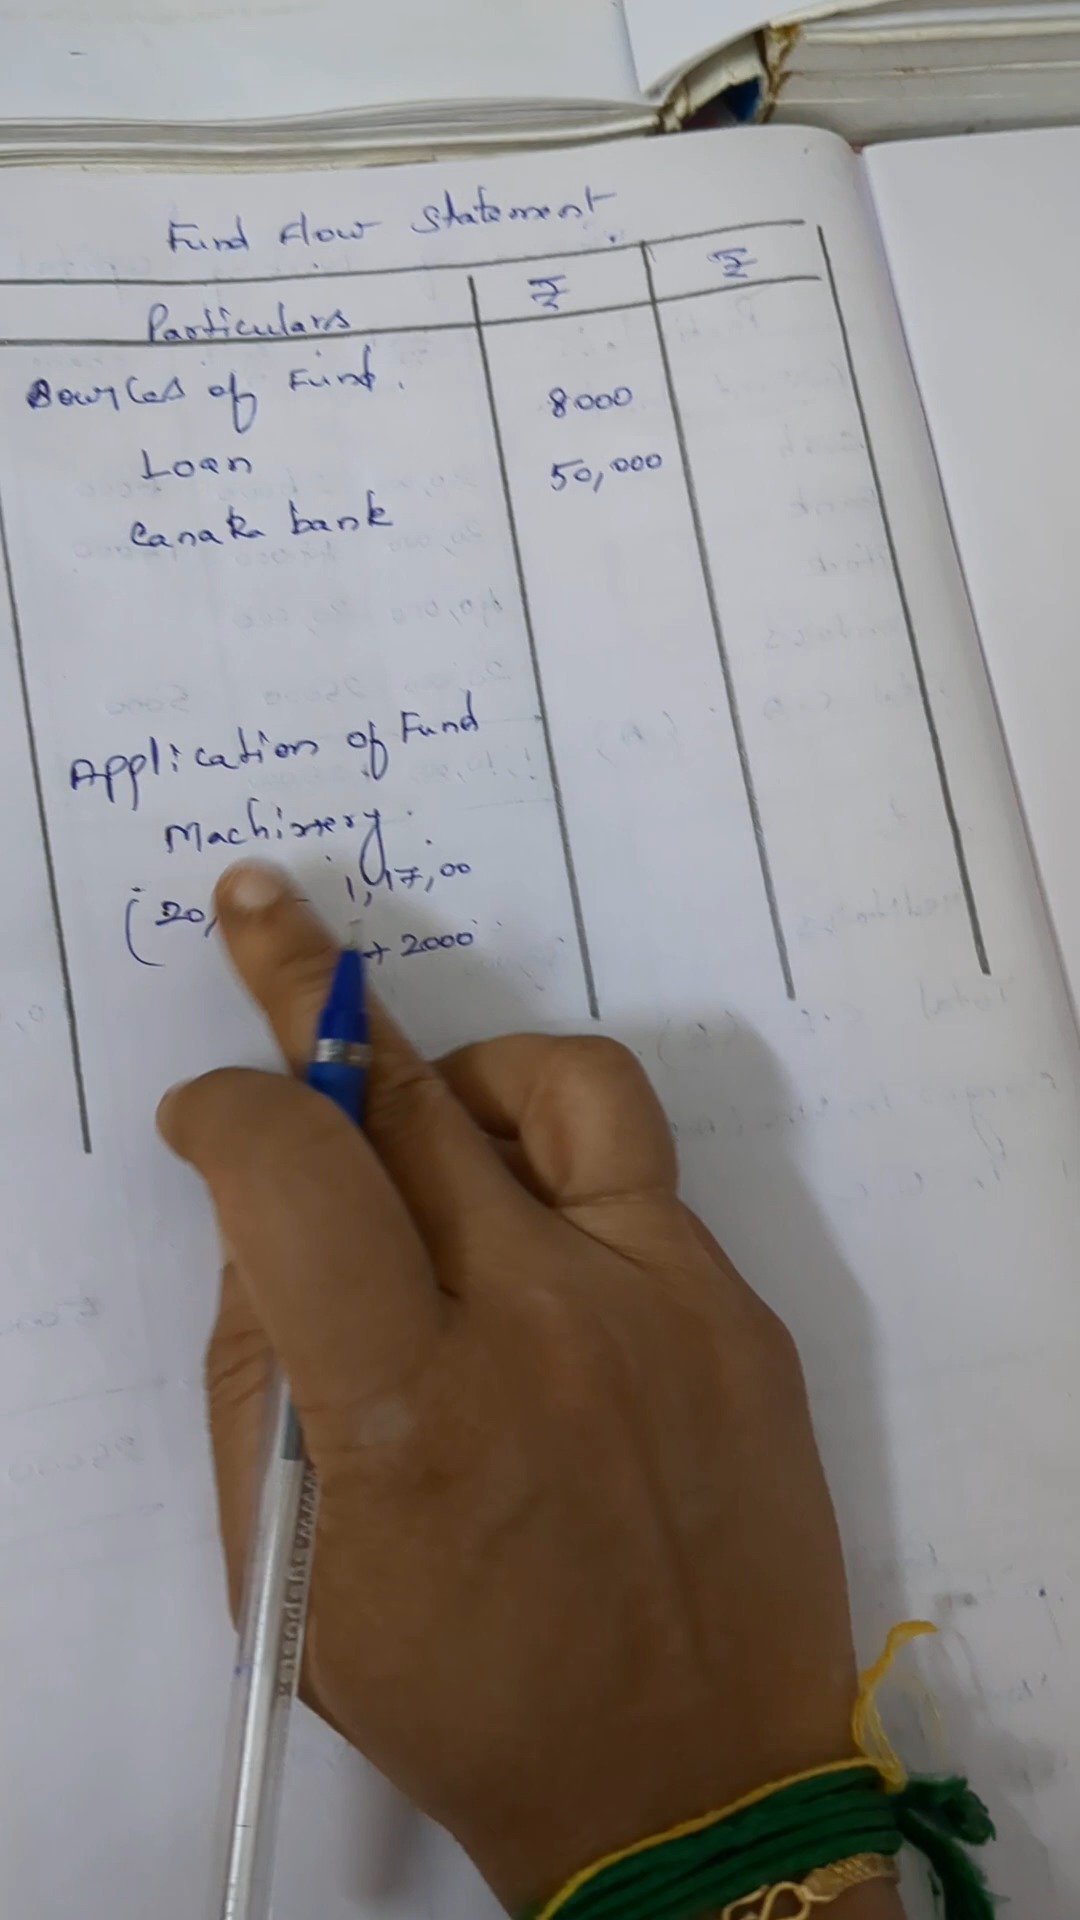 Fund Flow Statement
Particulars ₹ ₹
Sources of Fund. 8000
Loan 50,000
Canara bank
Application of Fund
Machinery
(20, - 1,17,00
+ 2000